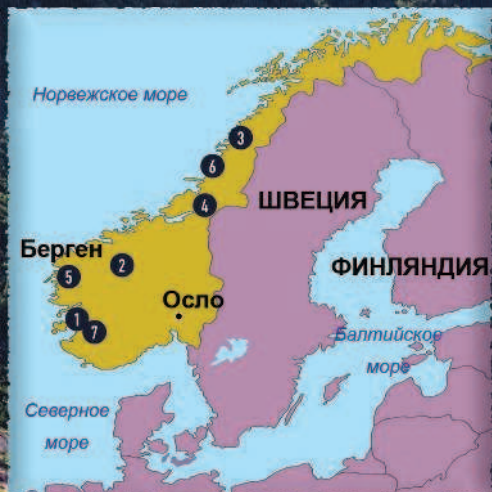 Норвежское море
3
6
ШВЕЦИЯ
4
Берген
2
ФИНЛЯНДИЯ
5
Осло
1
7
Балтийское
море
Северное
море